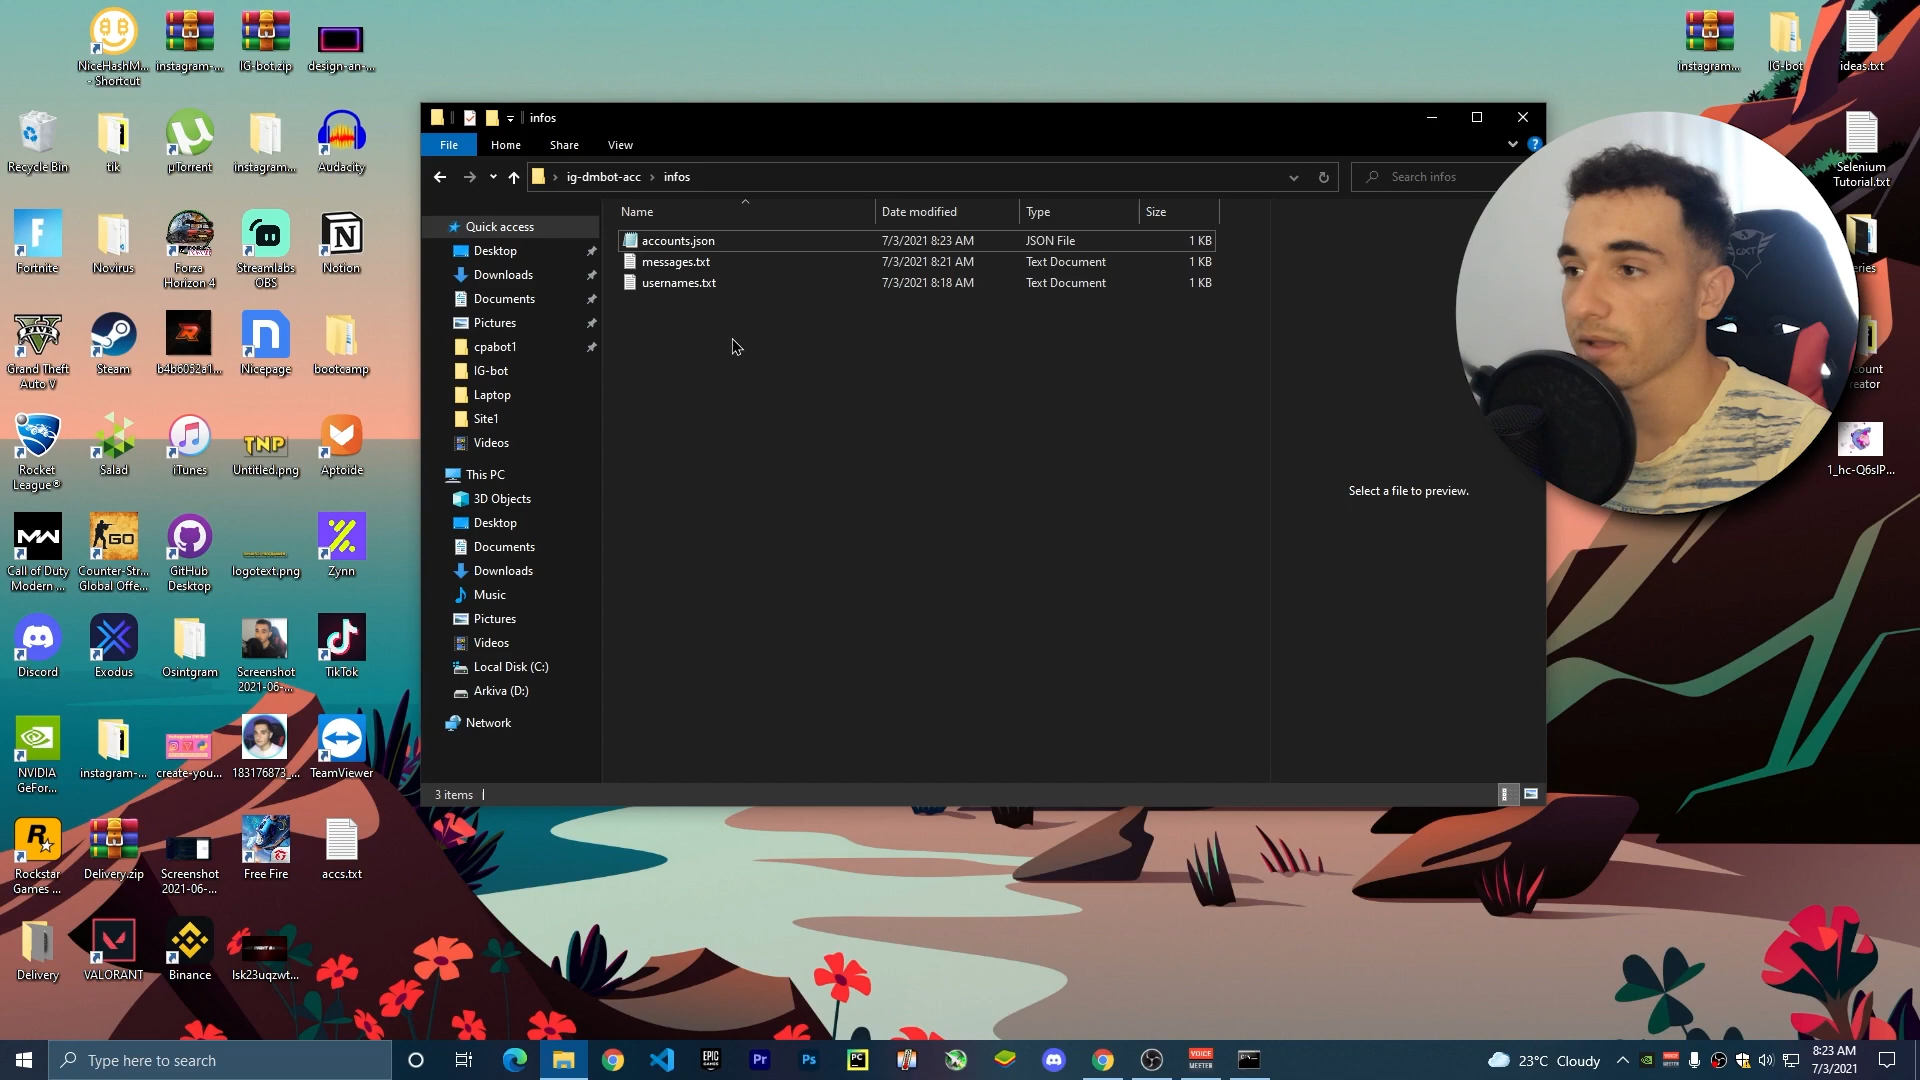 NiceHashM...
- Shortcut
instagram-...
IG-bot.zip
design-an-...
instagram...
IG-bot
ideas.txt
Recycle Bin
tik
µTorrent
instagram...
Audacity
Selenium
Tutorial.txt
Fortnite
Novirus
Forza
Horizon 4
Streamlabs
OBS
Notion
Grand Theft
Auto V
Steam
b4b6052a1...
Nicepage
bootcamp
Rocket
League®
Salad
iTunes
TNP
Untitled.png
Aptoide
1_hc-Q6slP...
Call of Duty
Modern ...
Counter-Str...
Global Offe...
GitHub
Desktop
logotext.png
Zynn
Discord
Exodus
Osintgram
Screenshot
2021-06-...
TikTok
NVIDIA
GeFor...
instagram-...
create-you...
183176873_...
TeamViewer
Rockstar
Games ...
Delivery.zip
Screenshot
2021-06-...
Free Fire
accs.txt
Delivery
VALORANT
Binance
infos
File
Home
Share
View
ig-dmbot-acc > infos
Search infos
Name
Date modified
Type
Size
accounts.json 7/3/2021 8:23 AM JSON File 1 KB
messages.txt 7/3/2021 8:21 AM Text Document 1 KB
usernames.txt 7/3/2021 8:18 AM Text Document 1 KB
Quick access
Desktop
Downloads
Documents
Pictures
cpabot1
IG-bot
Laptop
Site1
Videos
This PC
3D Objects
Desktop
Documents
Downloads
Music
Pictures
Videos
Local Disk (C:)
Arkiva (D:)
Network
Select a file to preview.
3 items
Type here to search
23°C Cloudy
8:23 AM
7/3/2021